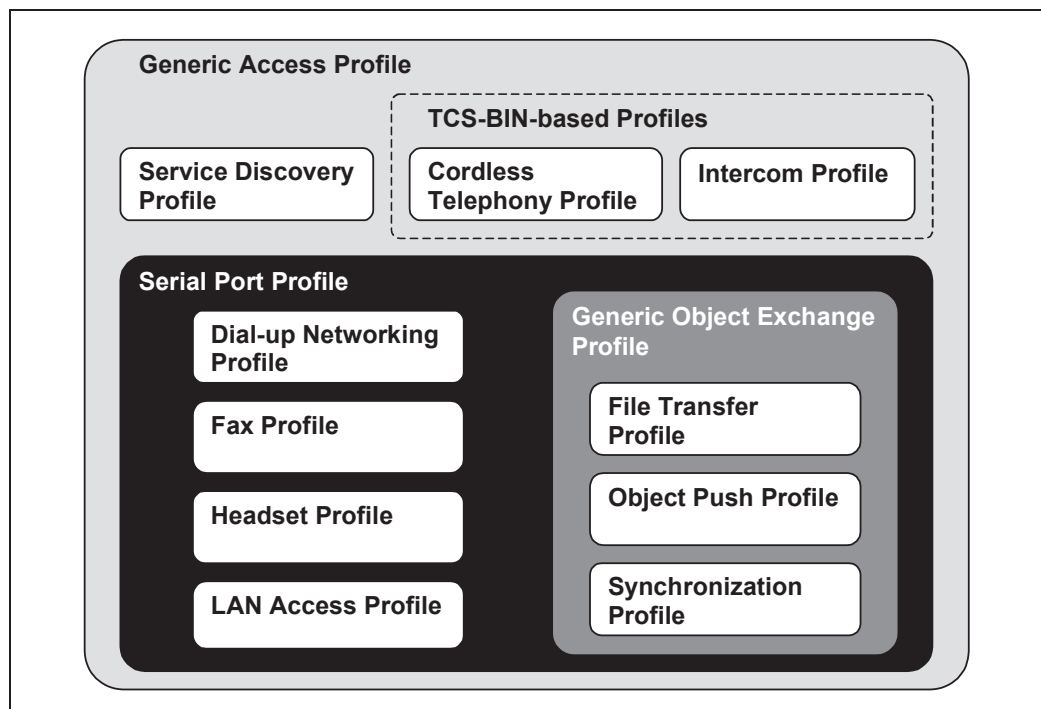 Generic Access Profile
TCS-BIN-based Profiles
Service Discovery
Profile
Cordless
Telephony Profile
Intercom Profile
Serial Port Profile
Dial-up Networking
Profile
Fax Profile
Headset Profile
LAN Access Profile
Generic Object Exchange
Profile
File Transfer
Profile
Object Push Profile
Synchronization
Profile